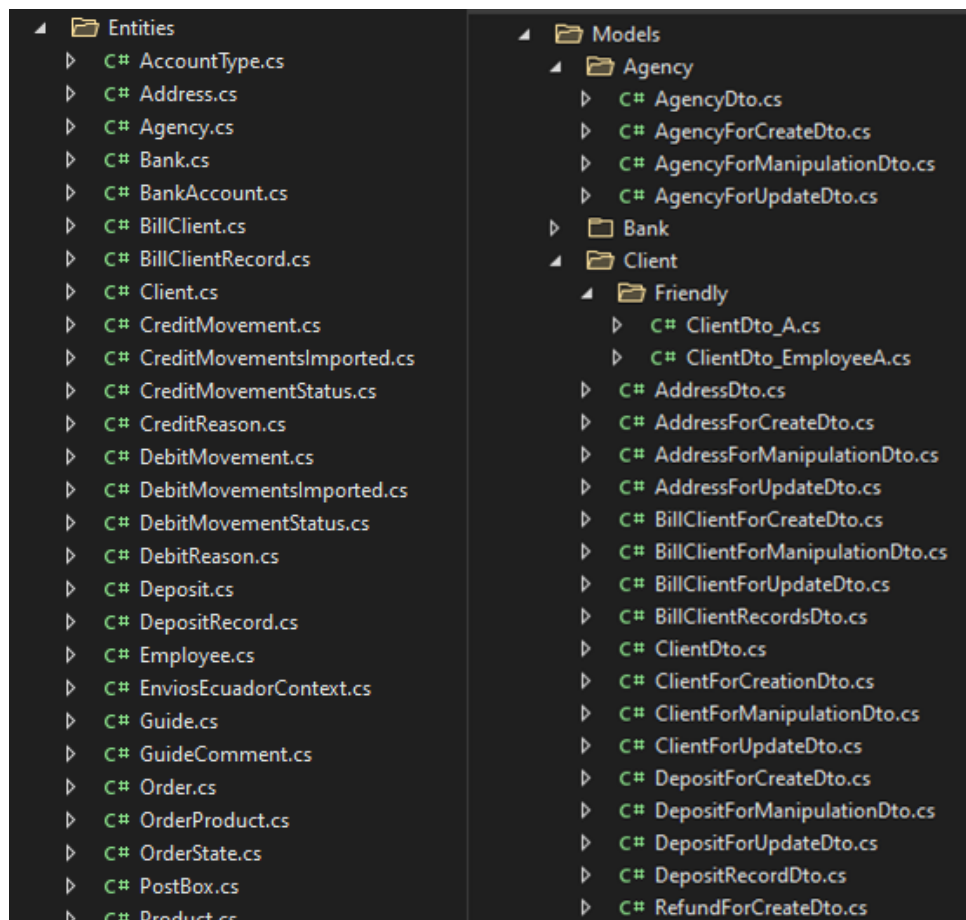 Entities
C# AccountType.cs
C# Address.cs
C# Agency.cs
C# Bank.cs
C# BankAccount.cs
C# BillClient.cs
C# BillClientRecord.cs
C# Client.cs
C# CreditMovement.cs
C# CreditMovementsImported.cs
C# CreditMovementStatus.cs
C# CreditReason.cs
C# DebitMovement.cs
C# DebitMovementsImported.cs
C# DebitMovementStatus.cs
C# DebitReason.cs
C# Deposit.cs
C# DepositRecord.cs
C# Employee.cs
C# EnviosEcuadorContext.cs
C# Guide.cs
C# GuideComment.cs
C# Order.cs
C# OrderProduct.cs
C# OrderState.cs
C# PostBox.cs
C# Product.cs
Models
Agency
C# AgencyDto.cs
C# AgencyForCreateDto.cs
C# AgencyForManipulationDto.cs
C# AgencyForUpdateDto.cs
Bank
Client
Friendly
C# ClientDto_A.cs
C# ClientDto_EmployeeA.cs
C# AddressDto.cs
C# AddressForCreateDto.cs
C# AddressForManipulationDto.cs
C# AddressForUpdateDto.cs
C# BillClientForCreateDto.cs
C# BillClientForManipulationDto.cs
C# BillClientForUpdateDto.cs
C# BillClientRecordsDto.cs
C# ClientDto.cs
C# ClientForCreationDto.cs
C# ClientForManipulationDto.cs
C# ClientForUpdateDto.cs
C# DepositForCreateDto.cs
C# DepositForManipulationDto.cs
C# DepositForUpdateDto.cs
C# DepositRecordDto.cs
C# RefundForCreateDto.cs